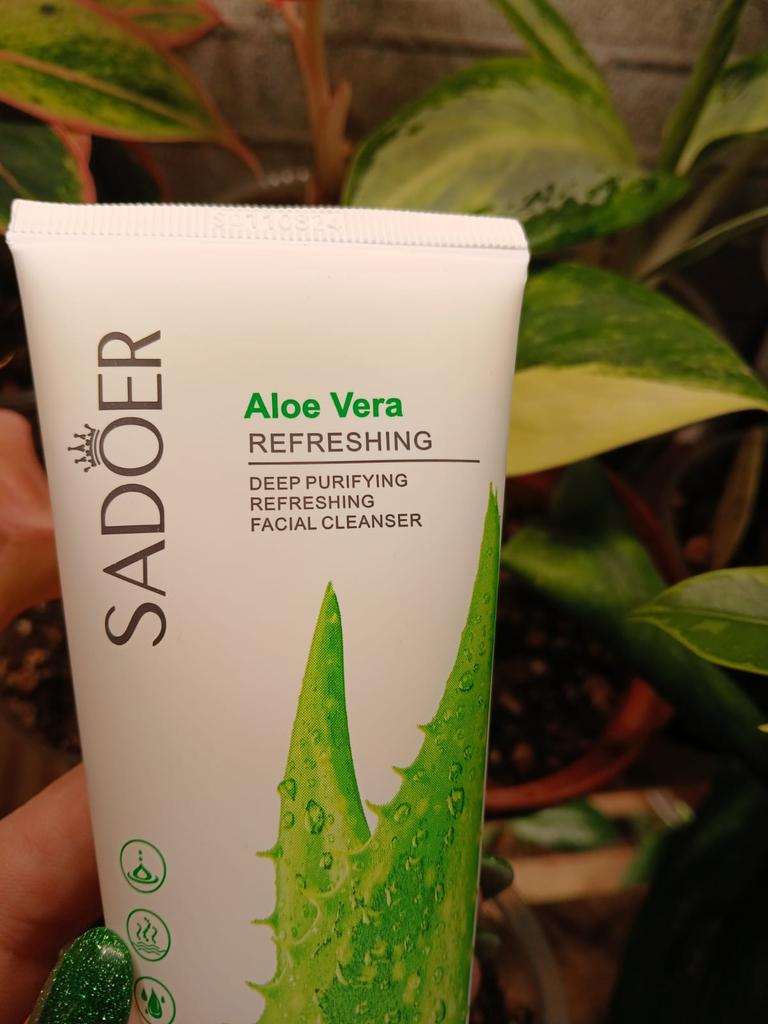 SADOER
Aloe Vera
REFRESHING
DEEP PURIFYING
REFRESHING
FACIAL CLEANSER